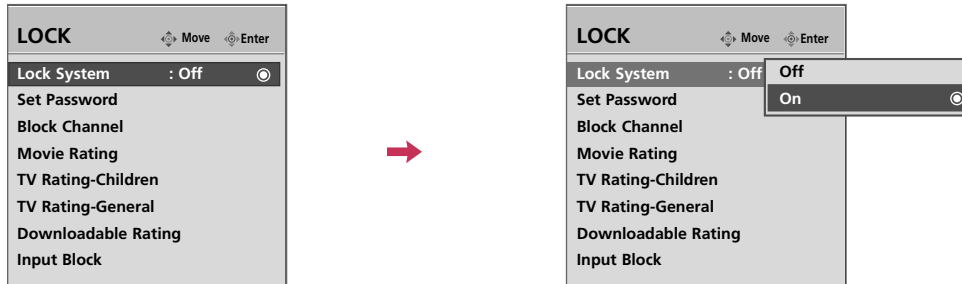 LOCK Move Enter
Lock System : Off
Set Password
Block Channel
Movie Rating
TV Rating-Children
TV Rating-General
Downloadable Rating
Input Block
LOCK Move Enter
Lock System : Off
Off
On
Set Password
Block Channel
Movie Rating
TV Rating-Children
TV Rating-General
Downloadable Rating
Input Block